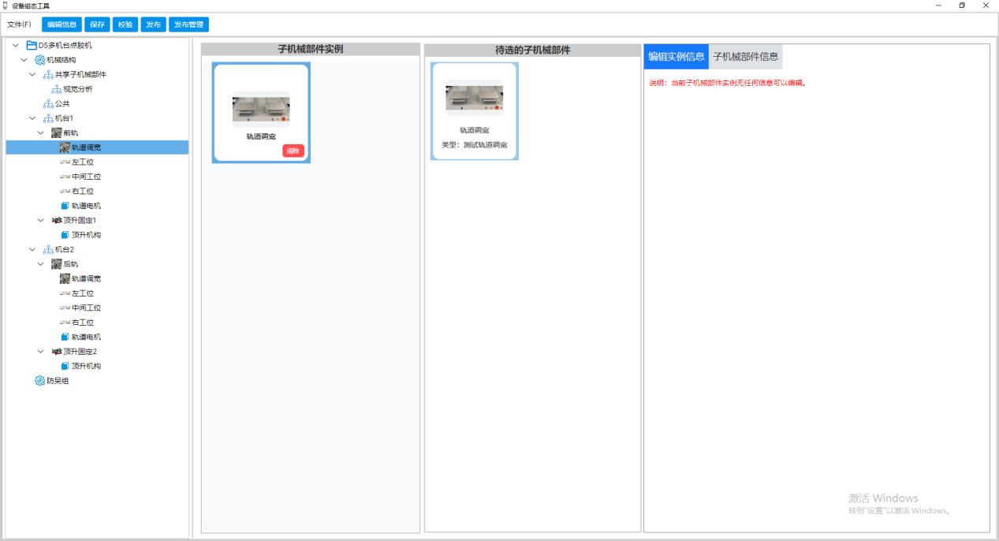 设备组态工具
文件(F) 编辑信息 保存 校验 发布 发布管理
D5多机台点胶机
机械结构
共享子机械部件
视觉分析
公共
机台1
前轨
轨道调宽
左工位
中间工位
右工位
轨道电机
顶升固定1
顶升机构
机台2
后轨
轨道调宽
左工位
中间工位
右工位
轨道电机
顶升固定2
顶升机构
防呆组
子机械部件实例
轨道调宽
清除
待选的子机械部件
轨道调宽
类型：测试轨道调宽
编辑实例信息 子机械部件信息
说明：当前子机械部件实例无任何信息可以编辑。
激活 Windows
转到"设置"以激活 Windows。